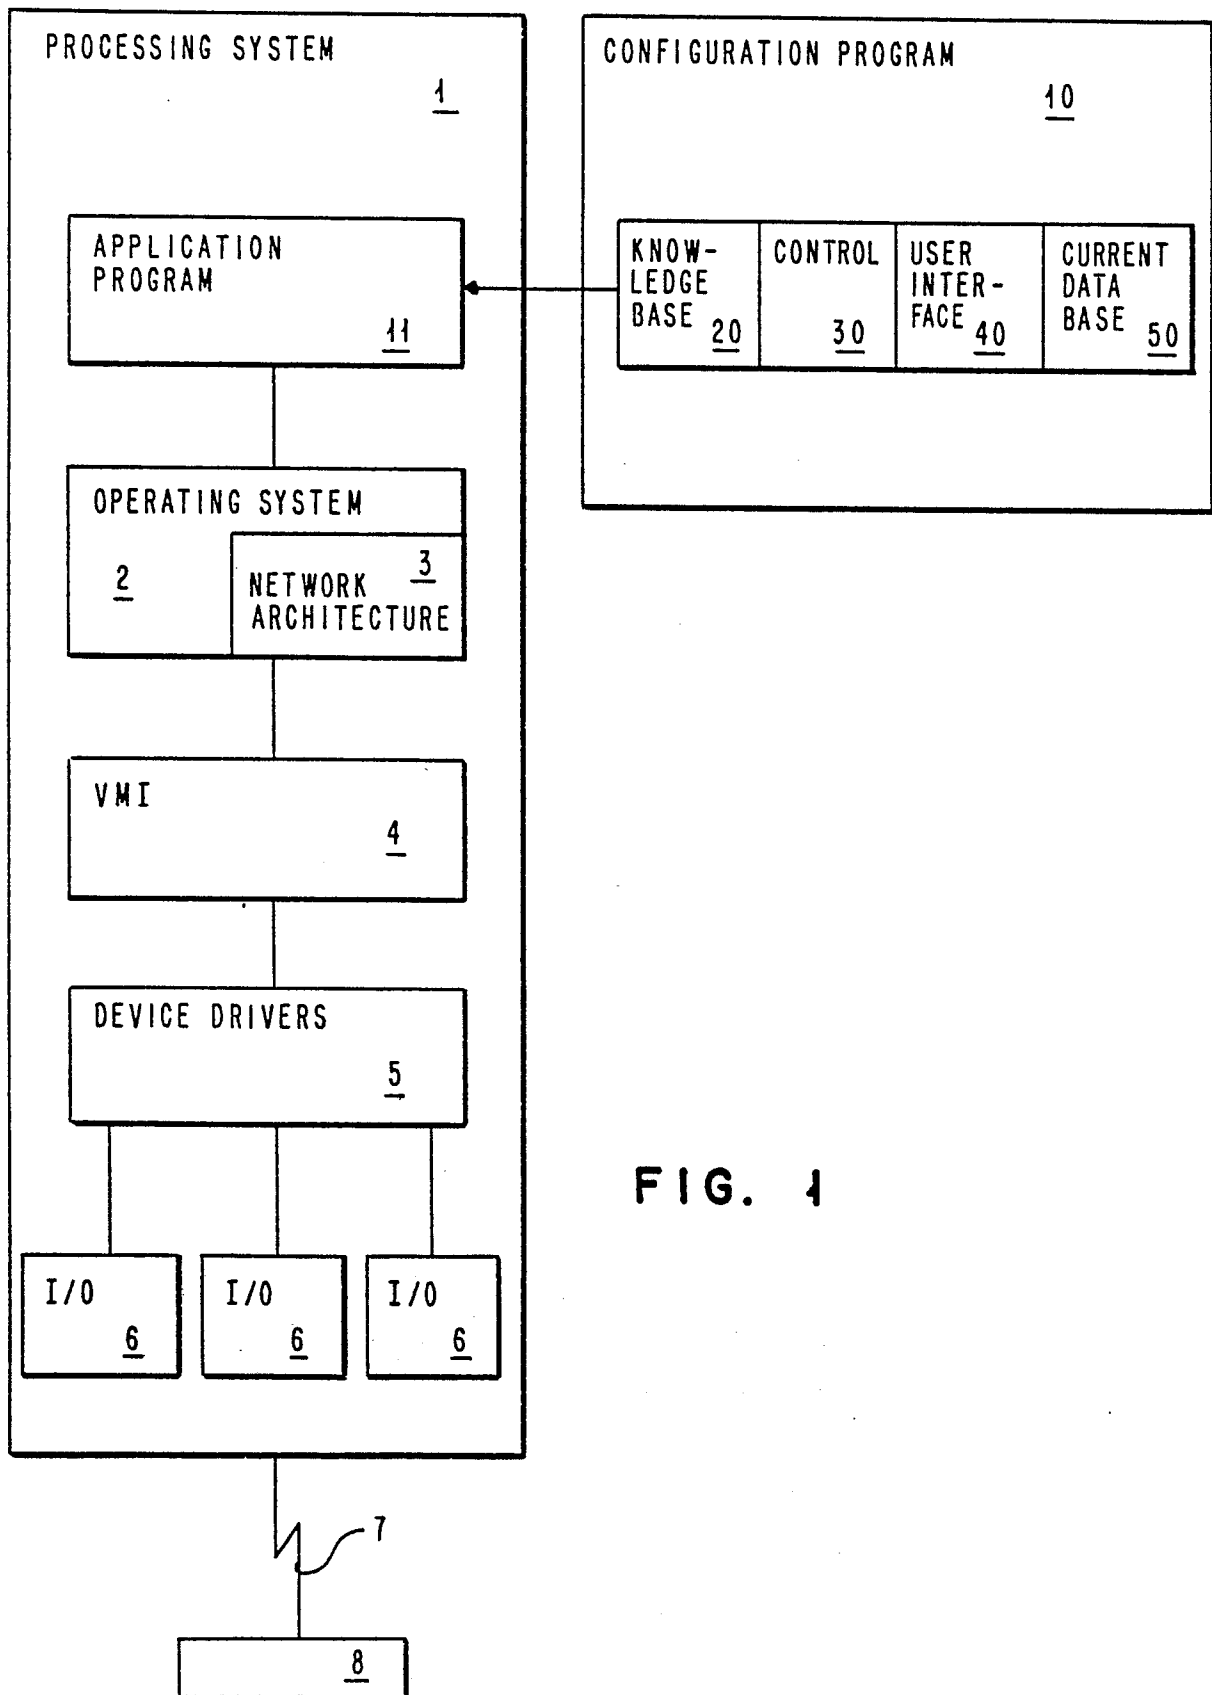 PROCESSING SYSTEM
1
APPLICATION
PROGRAM
11
OPERATING SYSTEM
2
3
NETWORK
ARCHITECTURE
VMI
4
DEVICE DRIVERS
5
I/O
6
I/O
6
I/O
6
7
8
CONFIGURATION PROGRAM
10
KNOW-
LEDGE
BASE 20
CONTROL
30
USER
INTER-
FACE 40
CURRENT
DATA
BASE 50
FIG. 1